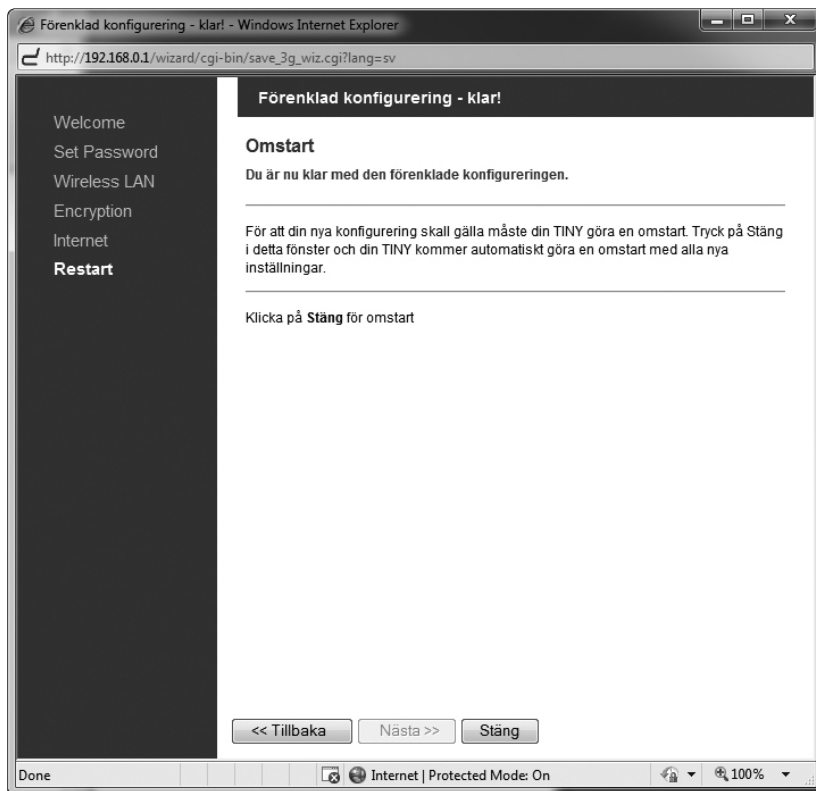 Förenklad konfigurering - klar! - Windows Internet Explorer
http://192.168.0.1/wizard/cgi-bin/save_3g_wiz.cgi?lang=sv
Welcome
Set Password
Wireless LAN
Encryption
Internet
Restart
Förenklad konfigurering - klar!
Omstart
Du är nu klar med den förenklade konfigureringen.
För att din nya konfigurering skall gälla måste din TINY göra en omstart. Tryck på Stäng
i detta fönster och din TINY kommer automatiskt göra en omstart med alla nya
inställningar.
Klicka på Stäng för omstart
<< Tillbaka
Nästa >>
Stäng
Done
Internet | Protected Mode: On
100%